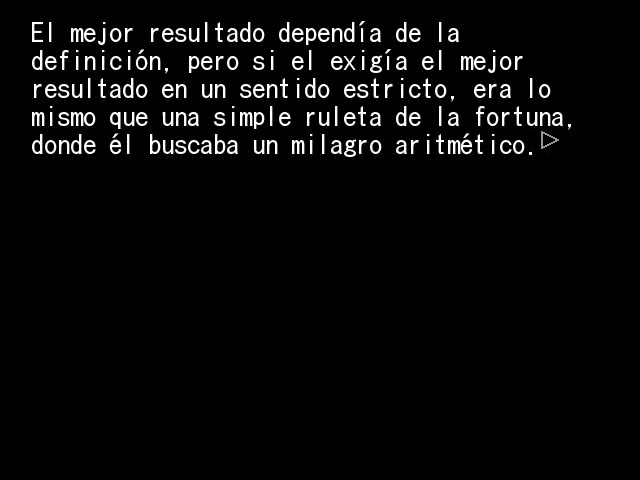 El mejor resultado dependía de la
definición, pero si el exigía el mejor
resultado en un sentido estricto, era lo
mismo que una simple ruleta de la fortuna,
donde él buscaba un milagro aritmético.